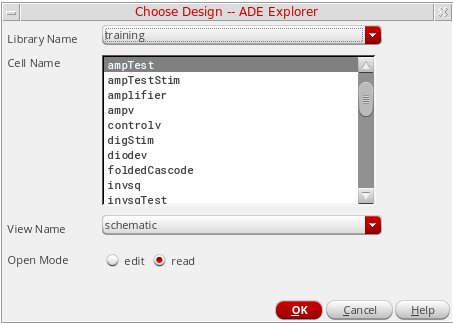 Choose Design -- ADE Explorer
Library Name
training
Cell Name
ampTest
ampTestStim
amplifier
ampv
controlv
digStim
diodev
foldedCascode
invsq
invsqTest
View Name
schematic
Open Mode
edit
read
OK
Cancel
Help